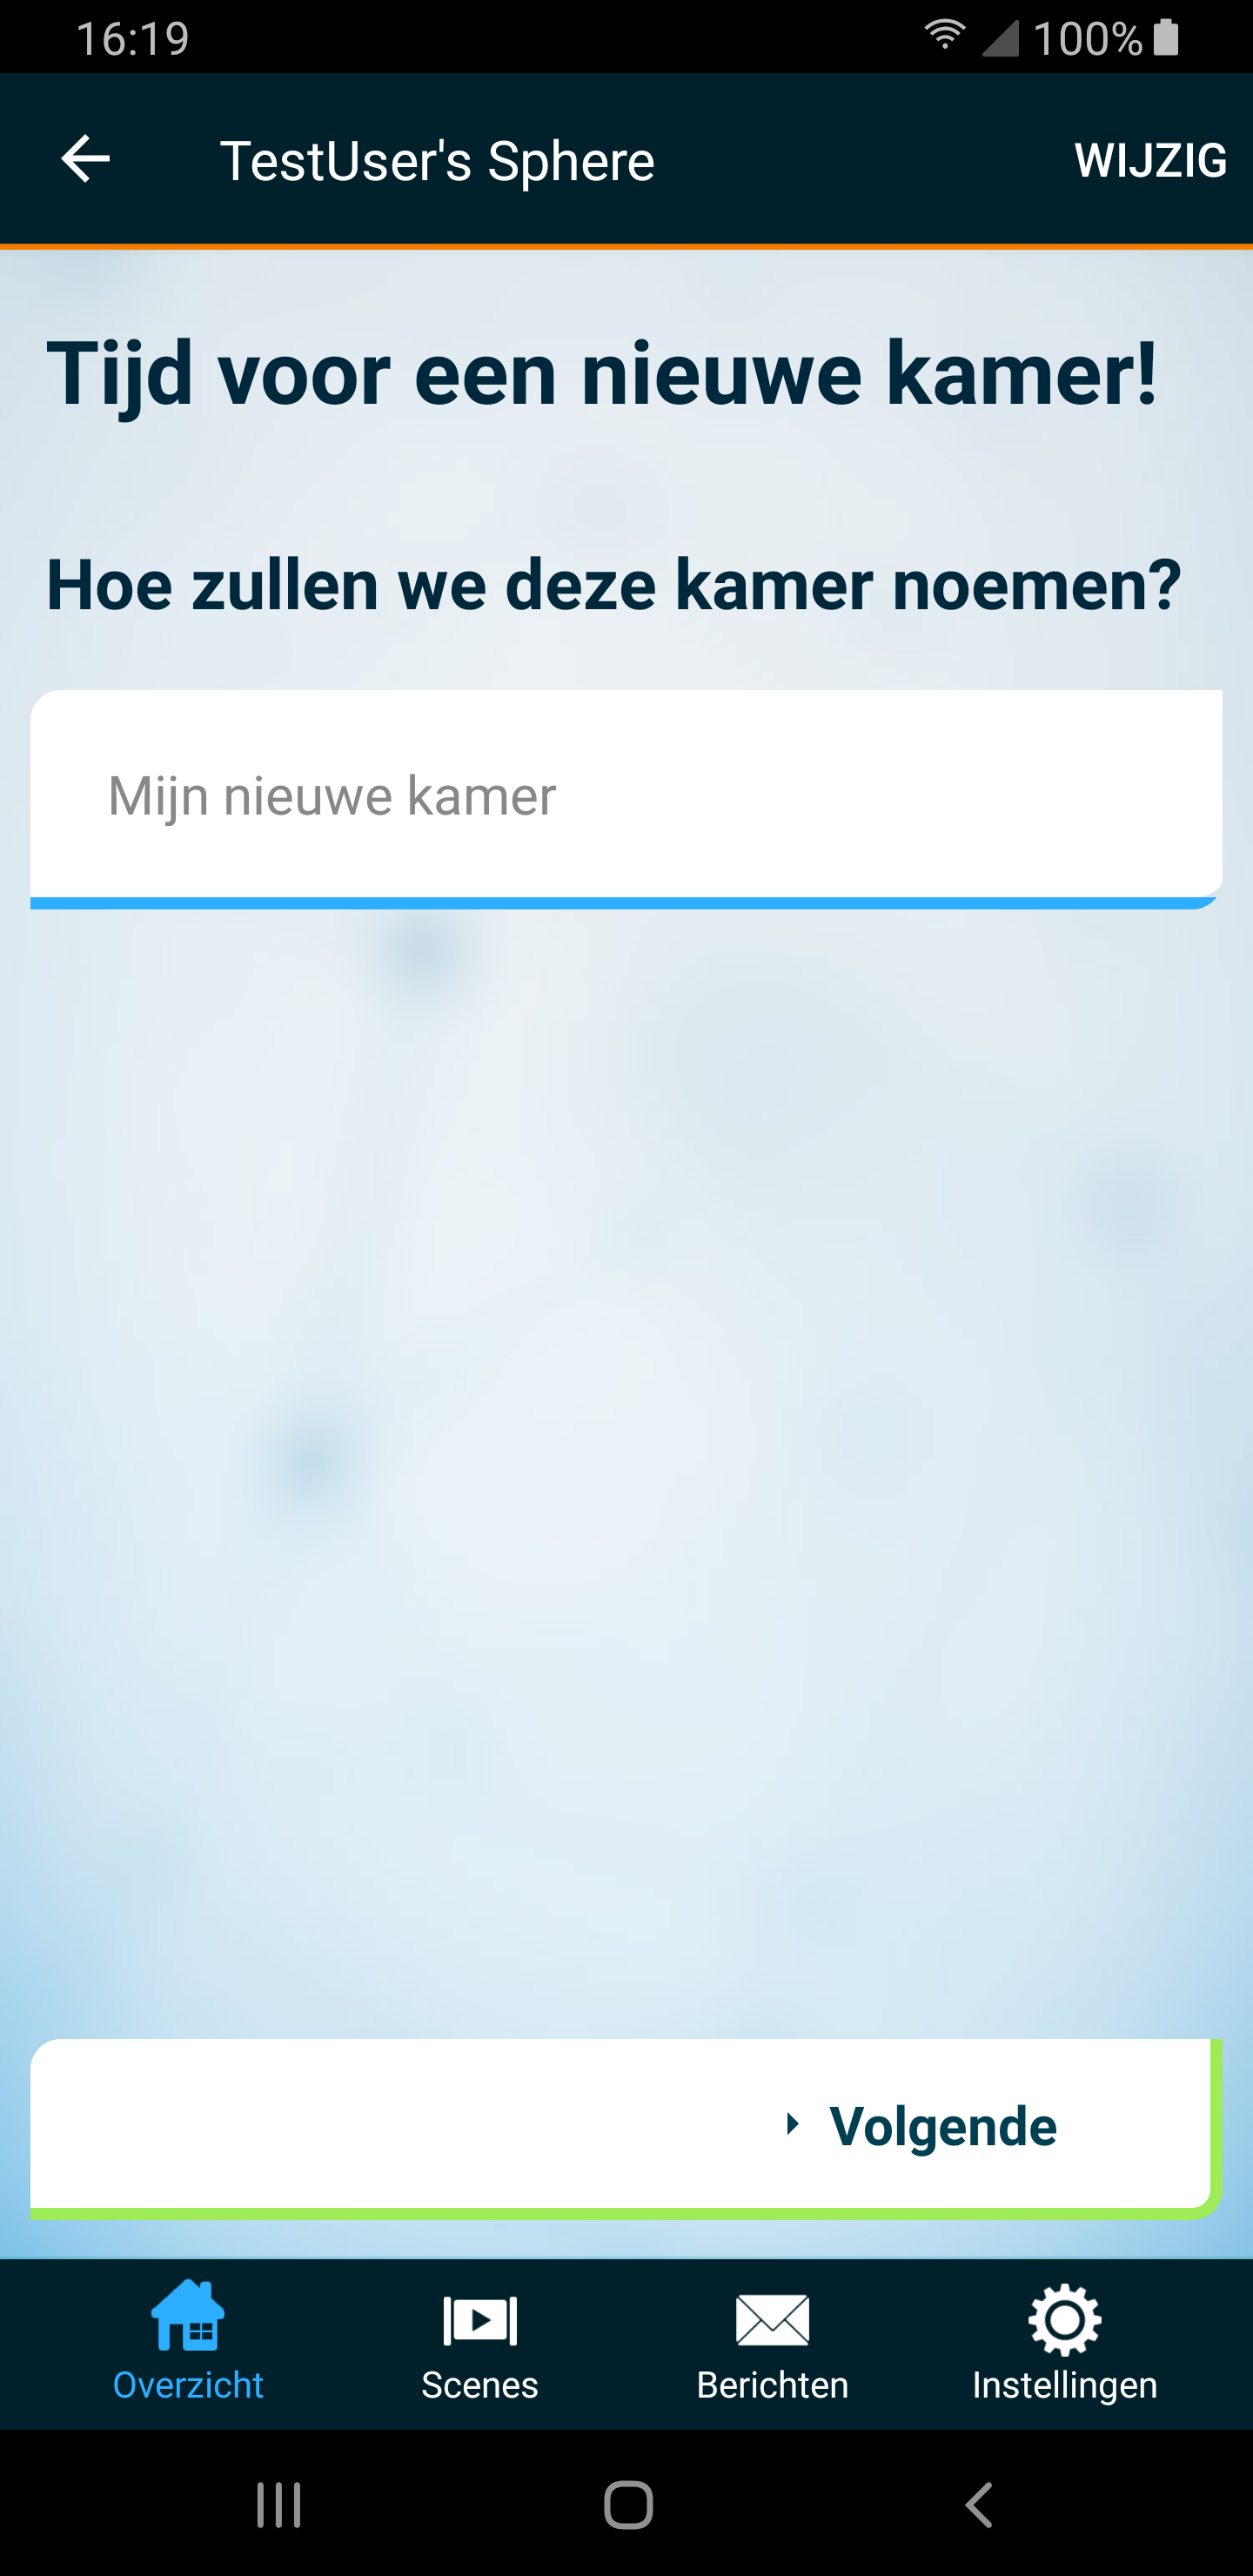 16:19
100%
TestUser's Sphere
WIJZIG
Tijd voor een nieuwe kamer!
Hoe zullen we deze kamer noemen?
Mijn nieuwe kamer
Volgende
Overzicht
Scenes
Berichten
Instellingen